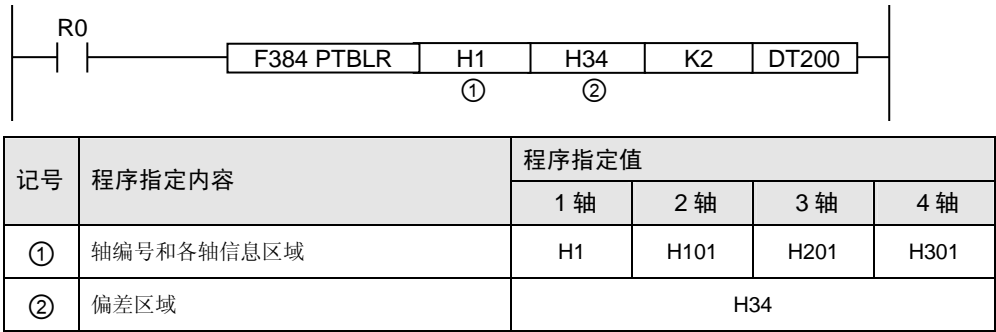 R0
F384 PTBLR H1 H34 K2 DT200
① ②
记号 程序指定内容 程序指定值
1 轴 2 轴 3 轴 4 轴
① 轴编号和各轴信息区域 H1 H101 H201 H301
② 偏差区域 H34